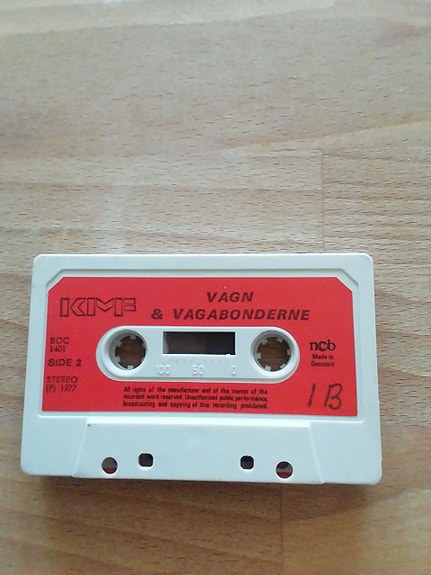 KMF
VAGN
& VAGABONDERNE
BOC
1401
SIDE 2
STEREO
(P) 1977
100 50 0
ncb
Made in
Denmark
All rights of the manufacturer and of the owner of the
recorded work reserved. Unauthorised public performance,
broadcasting and copying of this recording prohibited.
1B